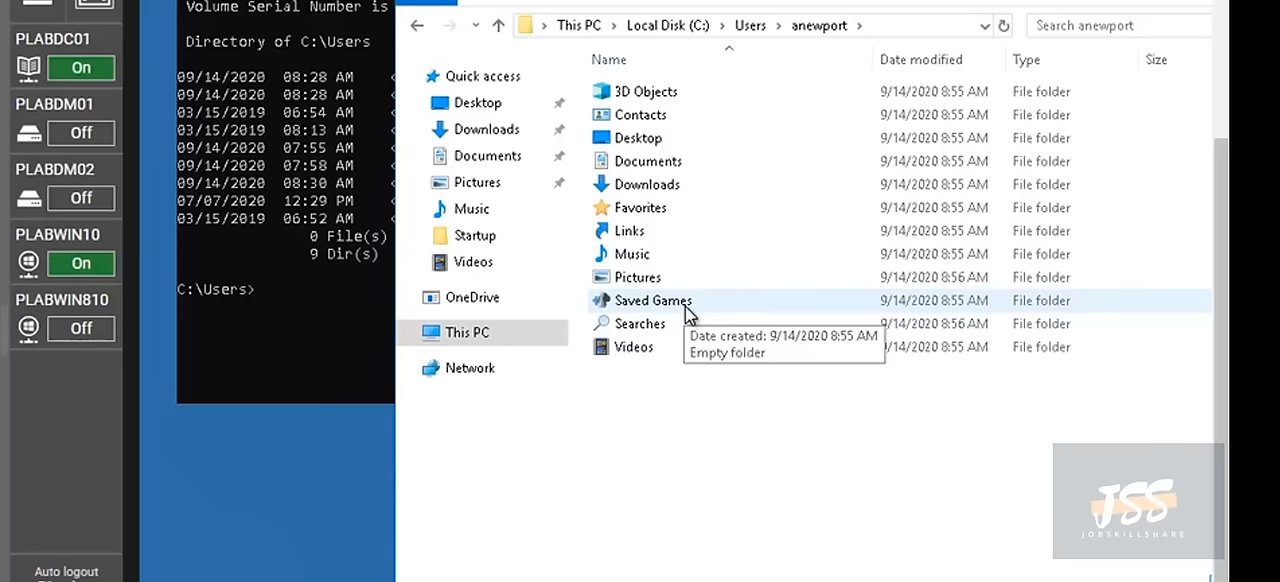 PLABDC01
On
PLABDM01
Off
PLABDM02
Off
PLABWIN10
On
PLABWIN810
Off
Auto logout
Volume Serial Number is
Directory of C:\Users
09/14/2020 08:28 AM
09/14/2020 08:28 AM
03/15/2019 06:54 AM
03/15/2019 08:13 AM
09/14/2020 07:55 AM
09/14/2020 07:58 AM
09/14/2020 08:30 AM
07/07/2020 12:29 PM
03/15/2019 06:52 AM
0 File(s)
9 Dir(s)
C:\Users>
This PC > Local Disk (C:) > Users > anewport >
Search anewport
Quick access
Desktop
Downloads
Documents
Pictures
Music
Startup
Videos
OneDrive
This PC
Network
Name Date modified Type Size
3D Objects 9/14/2020 8:55 AM File folder
Contacts 9/14/2020 8:55 AM File folder
Desktop 9/14/2020 8:55 AM File folder
Documents 9/14/2020 8:55 AM File folder
Downloads 9/14/2020 8:55 AM File folder
Favorites 9/14/2020 8:55 AM File folder
Links 9/14/2020 8:55 AM File folder
Music 9/14/2020 8:55 AM File folder
Pictures 9/14/2020 8:56 AM File folder
Saved Games 9/14/2020 8:55 AM File folder
Searches 9/14/2020 8:56 AM File folder
Videos 9/14/2020 8:55 AM File folder
Date created: 9/14/2020 8:55 AM
Empty folder
JSS
JOBSKILLSHARE